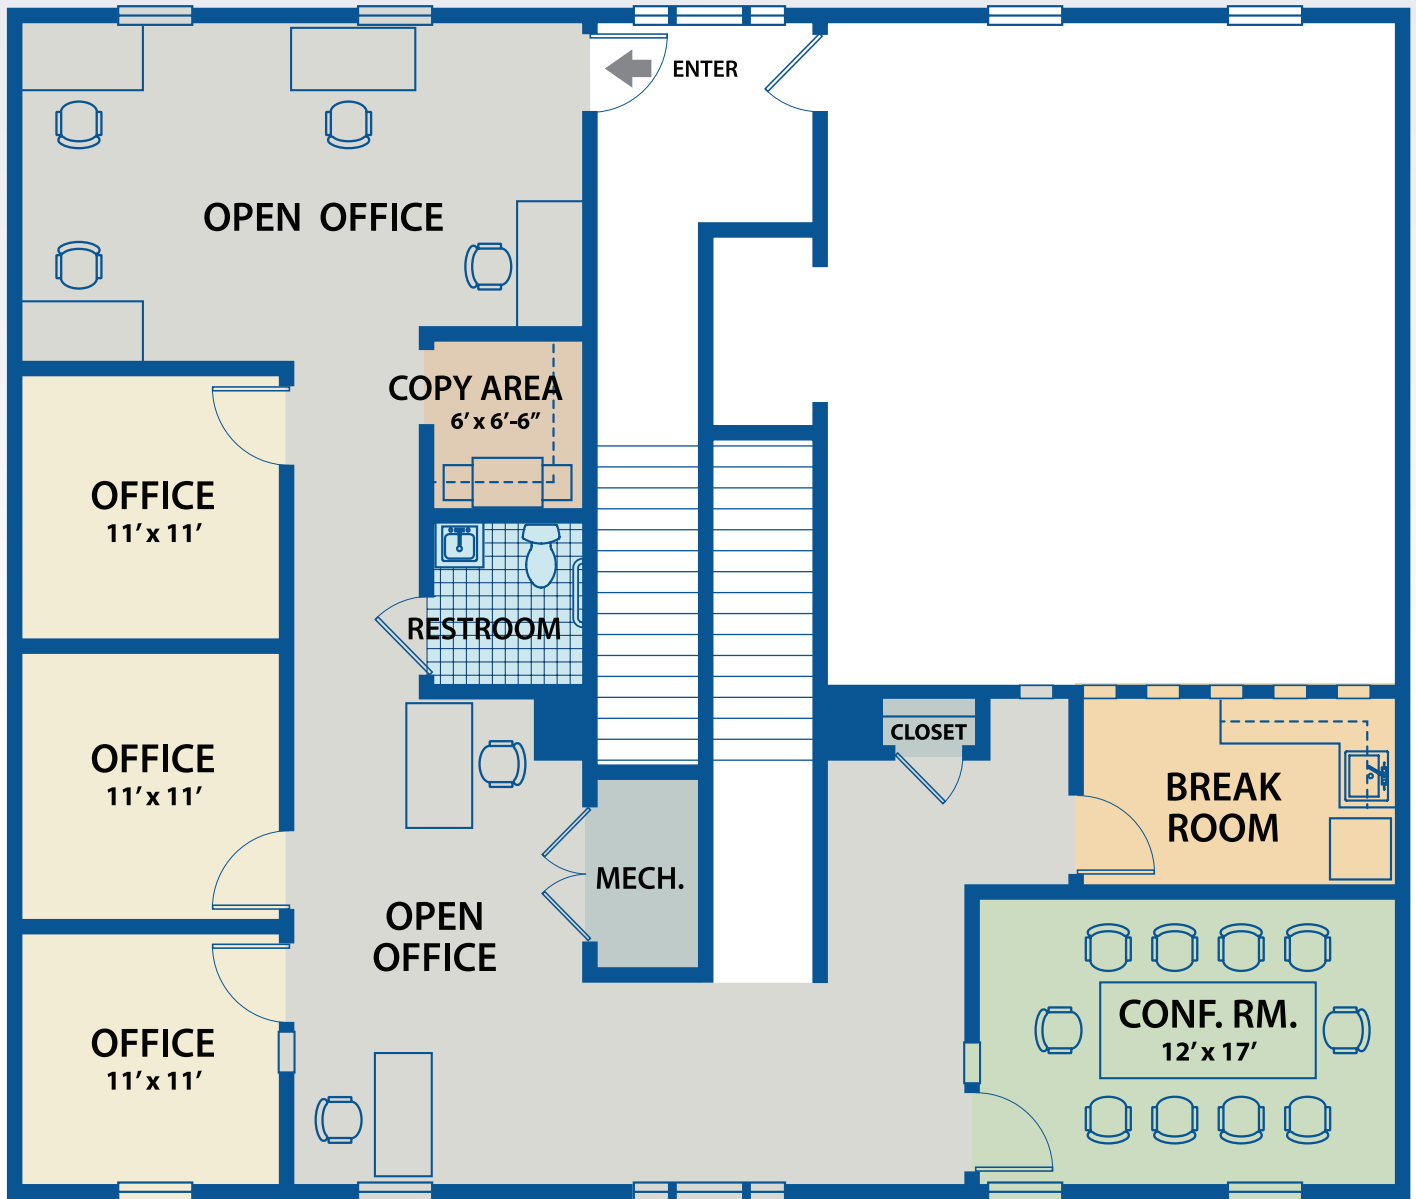 ENTER
OPEN OFFICE
COPY AREA
6’ x 6’-6”
OFFICE
11’ x 11’
RESTROOM
CLOSET
OFFICE
11’ x 11’
BREAK
ROOM
MECH.
OPEN
OFFICE
CONF. RM.
12’ x 17’
OFFICE
11’ x 11’